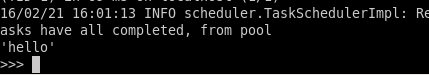 16/02/21 16:01:13 INFO scheduler.TaskSchedulerImpl: Re
asks have all completed, from pool
'hello'
>>>